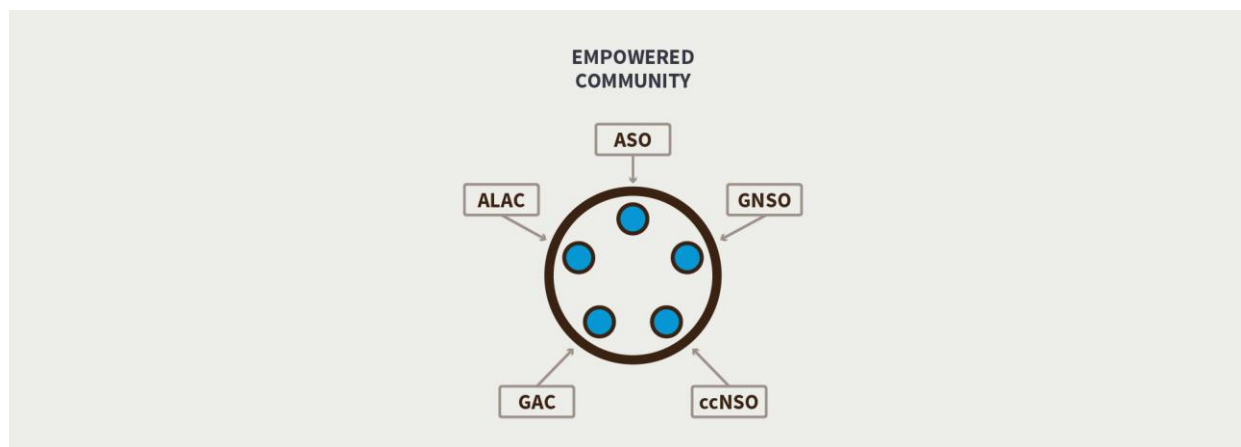 EMPOWERED
COMMUNITY
ASO
ALAC
GNSO
GAC
ccNSO